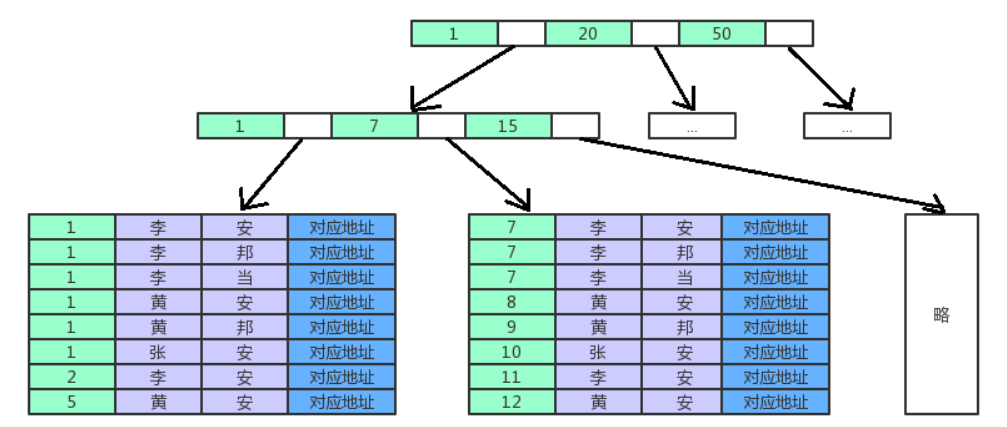 1 20 50
1 7 15 ... ...
1 李 安 对应地址
1 李 邦 对应地址
1 李 当 对应地址
1 黄 安 对应地址
1 黄 邦 对应地址
1 张 安 对应地址
2 李 安 对应地址
5 黄 安 对应地址
7 李 安 对应地址
7 李 邦 对应地址
7 李 当 对应地址
8 黄 安 对应地址
9 黄 邦 对应地址
10 张 安 对应地址
11 李 安 对应地址
12 黄 安 对应地址
略